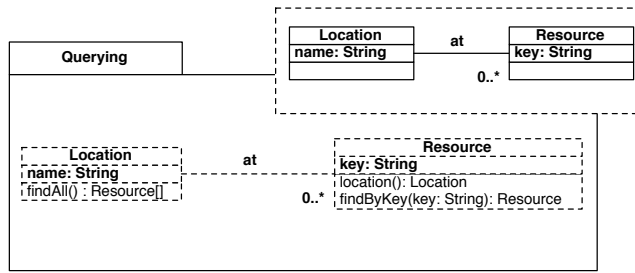 Location
name: String
at
0..*
Resource
key: String
Querying
Location
name: String
findAll() : Resource[]
at
0..*
Resource
key: String
location(): Location
findByKey(key: String): Resource